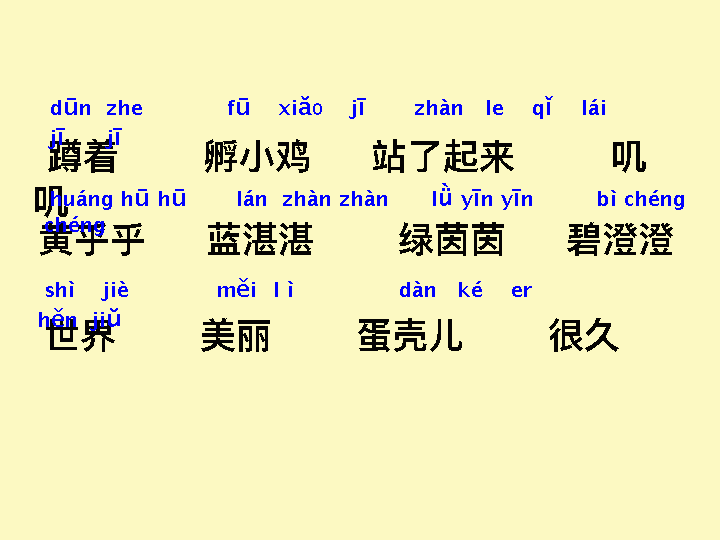 dūn zhe fū xiǎo jī zhàn le qǐ lái
jī jī
蹲着 孵小鸡 站了起来 叽
叽
huáng hū hū lán zhàn zhàn lǜ yīn yīn bì chéng
chéng
黄乎乎 蓝湛湛 绿茵茵 碧澄澄
shì jiè měi l ì dàn ké er
hěn jiǔ
世界 美丽 蛋壳儿 很久